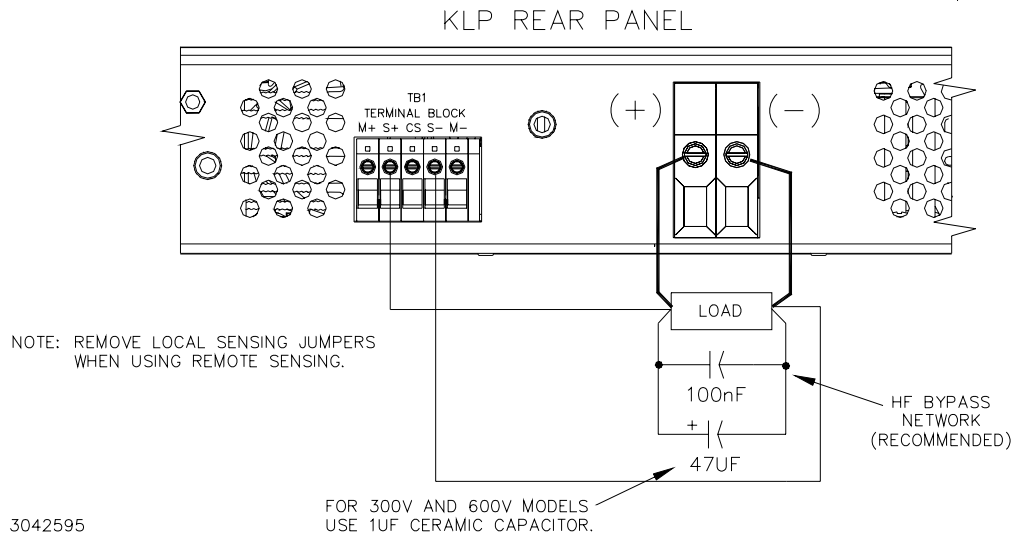 KLP REAR PANEL
TB1
TERMINAL BLOCK
M+ S+ CS S- M-
(+)
(-)
LOAD
NOTE: REMOVE LOCAL SENSING JUMPERS
WHEN USING REMOTE SENSING.
100nF
HF BYPASS
NETWORK
(RECOMMENDED)
+
47UF
FOR 300V AND 600V MODELS
USE 1UF CERAMIC CAPACITOR.
3042595